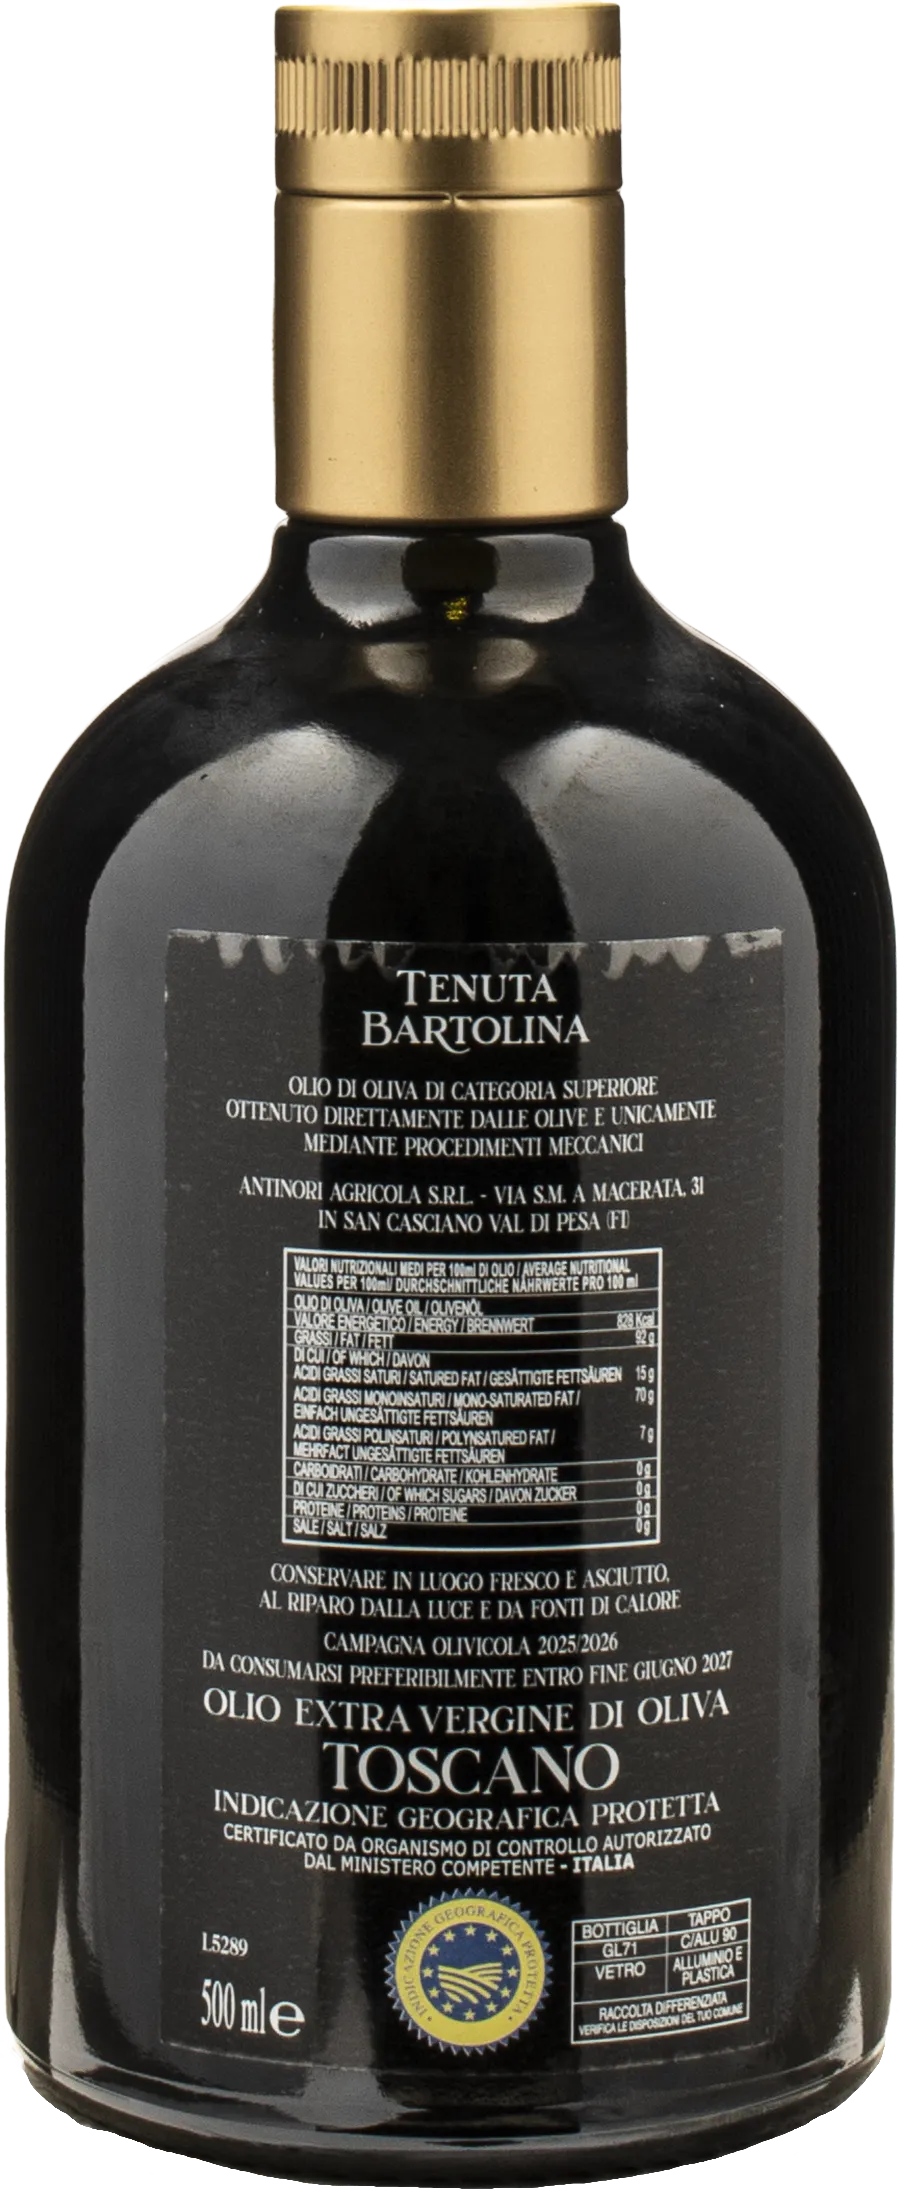 TENUTA
BARTOLINA
OLIO DI OLIVA DI CATEGORIA SUPERIORE
OTTENUTO DIRETTAMENTE DALLE OLIVE E UNICAMENTE
MEDIANTE PROCEDIMENTI MECCANICI
ANTINORI AGRICOLA S.R.L. - VIA S.M. A MACERATA, 31
IN SAN CASCIANO VAL DI PESA (FI)
VALORI NUTRIZIONALI MEDI PER 100ml DI OLIO / AVERAGE NUTRITIONAL
VALUES PER 100ml/ DURCHSCHNITTLICHE NÄHRWERTE PRO 100 ml
OLIO DI OLIVA / OLIVE OIL / OLIVENÖL
VALORE ENERGETICO / ENERGY / BRENNWERT 828 Kcal
GRASSI / FAT / FETT 92 g
DI CUI / OF WHICH / DAVON
ACIDI GRASSI SATURI / SATURED FAT / GESÄTTIGTE FETTSÄUREN 15 g
ACIDI GRASSI MONOINSATURI / MONO-SATURATED FAT / 70 g
EINFACH UNGESÄTTIGTE FETTSÄUREN
ACIDI GRASSI POLINSATURI / POLYNSATURED FAT / 7 g
MEHRFACT UNGESÄTTIGTE FETTSÄUREN
CARBOIDRATI / CARBOHYDRATE / KOHLENHYDRATE 0 g
DI CUI ZUCCHERI / OF WHICH SUGARS / DAVON ZUCKER 0 g
PROTEINE / PROTEINS / PROTEINE 0 g
SALE / SALT / SALZ 0 g
CONSERVARE IN LUOGO FRESCO E ASCIUTTO,
AL RIPARO DALLA LUCE E DA FONTI DI CALORE
CAMPAGNA OLIVICOLA 2025/2026
DA CONSUMARSI PREFERIBILMENTE ENTRO FINE GIUGNO 2027
OLIO EXTRA VERGINE DI OLIVA
TOSCANO
INDICAZIONE GEOGRAFICA PROTETTA
CERTIFICATO DA ORGANISMO DI CONTROLLO AUTORIZZATO
DAL MINISTERO COMPETENTE - ITALIA
L5289
500 ml e
INDICAZIONE GEOGRAFICA PROTETTA
BOTTIGLIA TAPPO
GL71 C/ALU 90
VETRO ALLUMINIO E
PLASTICA
RACCOLTA DIFFERENZIATA
VERIFICA LE DISPOSIZIONI DEL TUO COMUNE